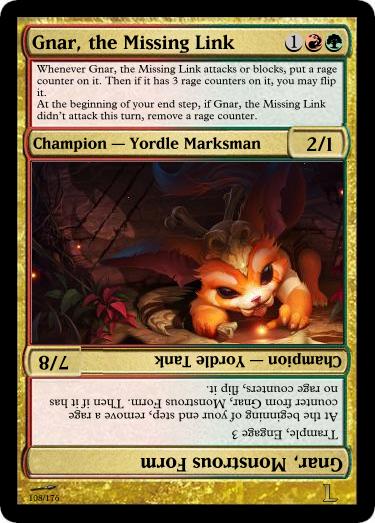 Gnar, the Missing Link 1
Whenever Gnar, the Missing Link attacks or blocks, put a rage
counter on it. Then if it has 3 rage counters on it, you may flip
it.
At the beginning of your end step, if Gnar, the Missing Link
didn't attack this turn, remove a rage counter.
Champion — Yordle Marksman 2/1
Gnar, Monstrous Form
Trample, Engage 3
At the beginning of your end step, remove a rage
counter from Gnar, Monstrous Form. Then if it has
no rage counters, flip it.
Champion — Yordle Tank 7/8
108/176 L